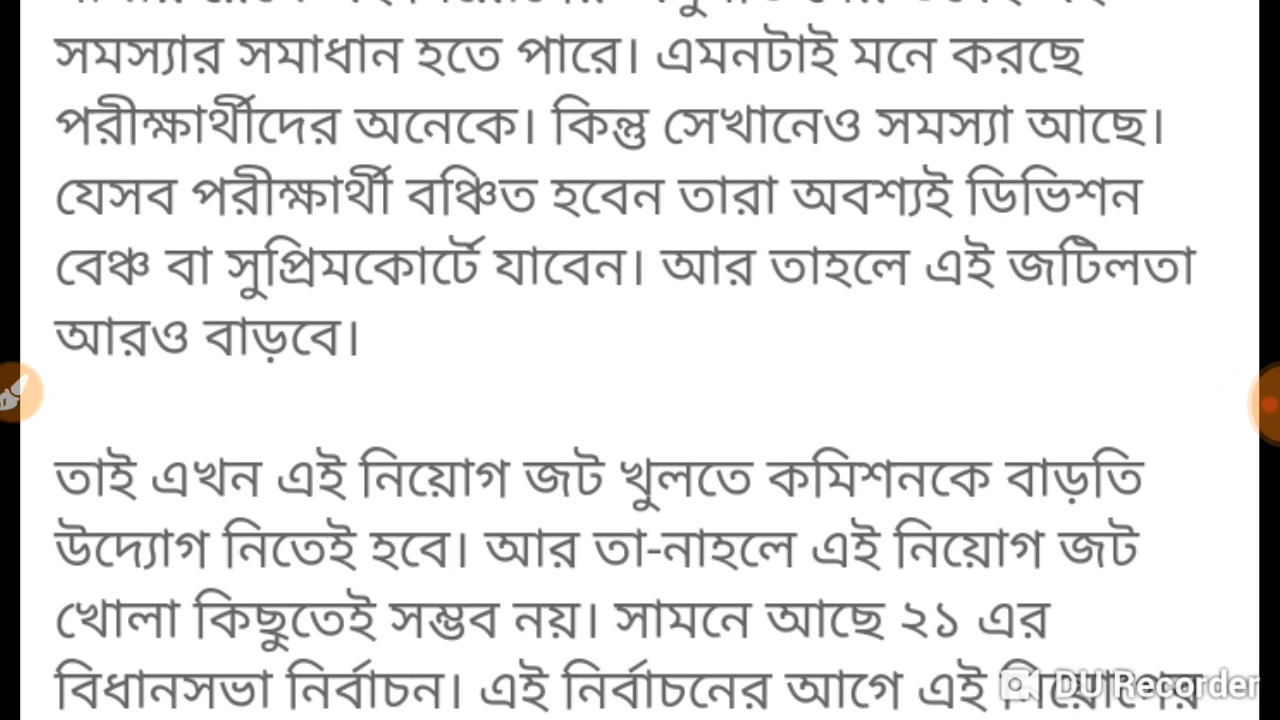 সমস্যার সমাধান হতে পারে। এমনটাই মনে করছে
পরীক্ষার্থীদের অনেকে। কিন্তু সেখানেও সমস্যা আছে।
যেসব পরীক্ষার্থী বঞ্চিত হবেন তারা অবশ্যই ডিভিশন
বেঞ্চ বা সুপ্রিমকোর্টে যাবেন। আর তাহলে এই জটিলতা
আরও বাড়বে।
তাই এখন এই নিয়োগ জট খুলতে কমিশনকে বাড়তি
উদ্যোগ নিতেই হবে। আর তা-নাহলে এই নিয়োগ জট
খোলা কিছুতেই সম্ভব নয়। সামনে আছে ২১ এর
বিধানসভা নির্বাচন। এই নির্বাচনের আগে এই
DU Recorder